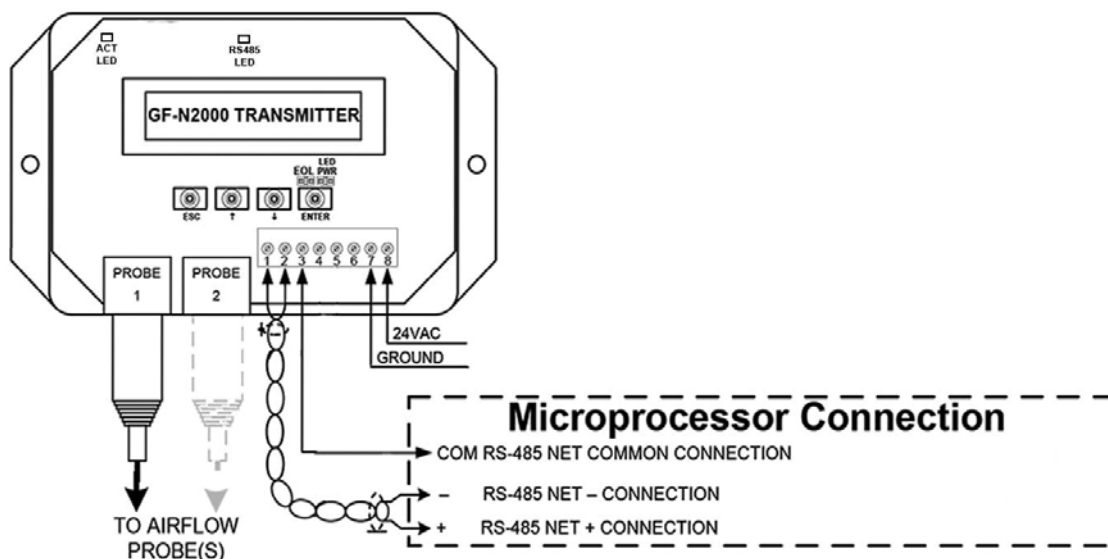 ACT
LED
RS485
LED
GF-N2000 TRANSMITTER
EOL
LED
PWR
ESC
↑
↓
ENTER
1 2 3 4 5 6 7 8
PROBE
1
PROBE
2
+ –
24VAC
GROUND
TO AIRFLOW
PROBE(S)
Microprocessor Connection
COM RS-485 NET COMMON CONNECTION
– RS-485 NET – CONNECTION
+ RS-485 NET + CONNECTION